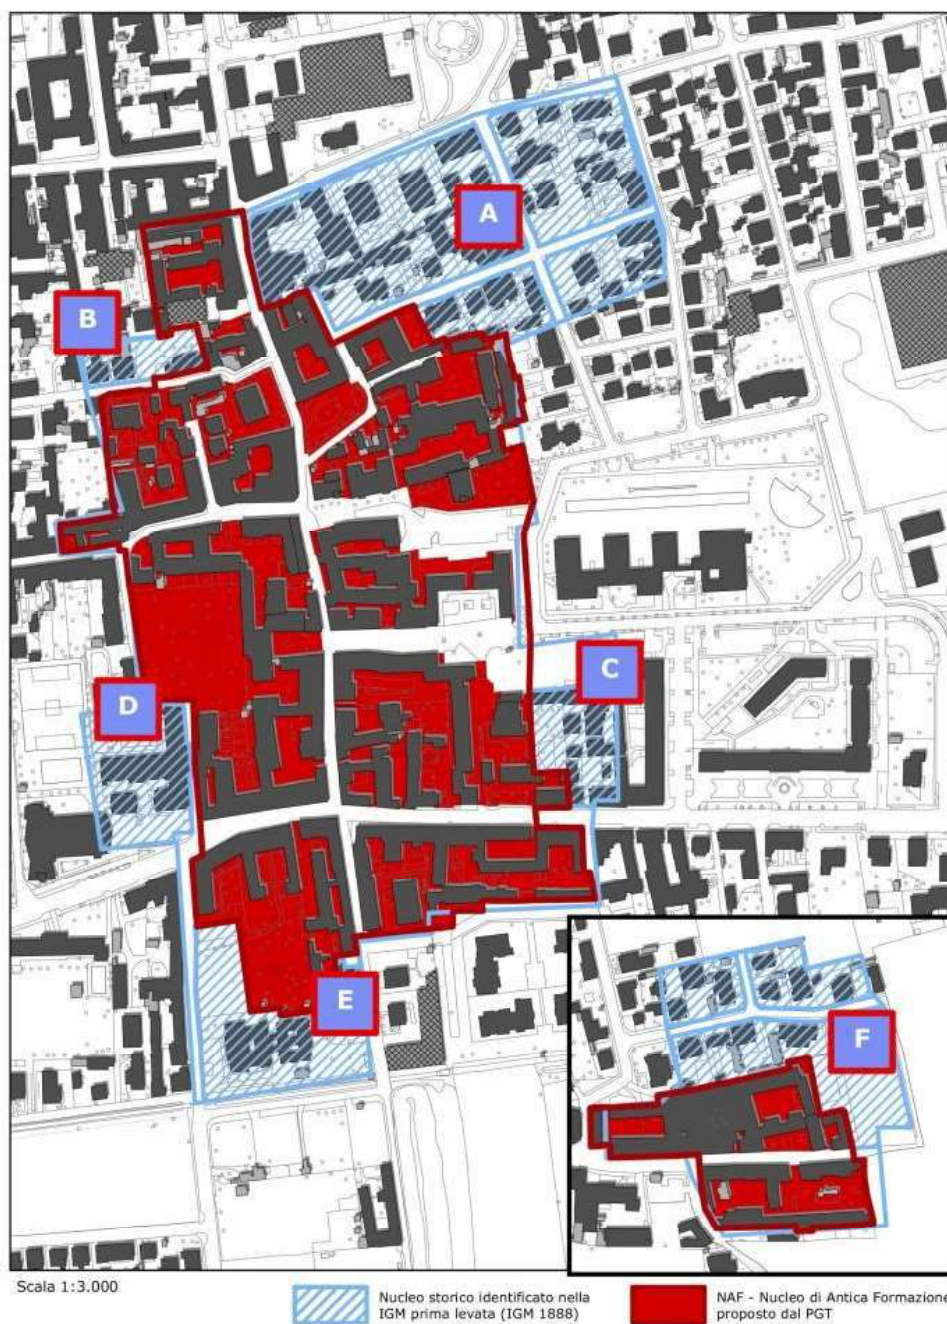 A
B
C
D
E
F
Scala 1:3.000
Nucleo storico identificato nella
IGM prima levata (IGM 1888)
NAF - Nucleo di Antica Formazione
proposto dal PGT